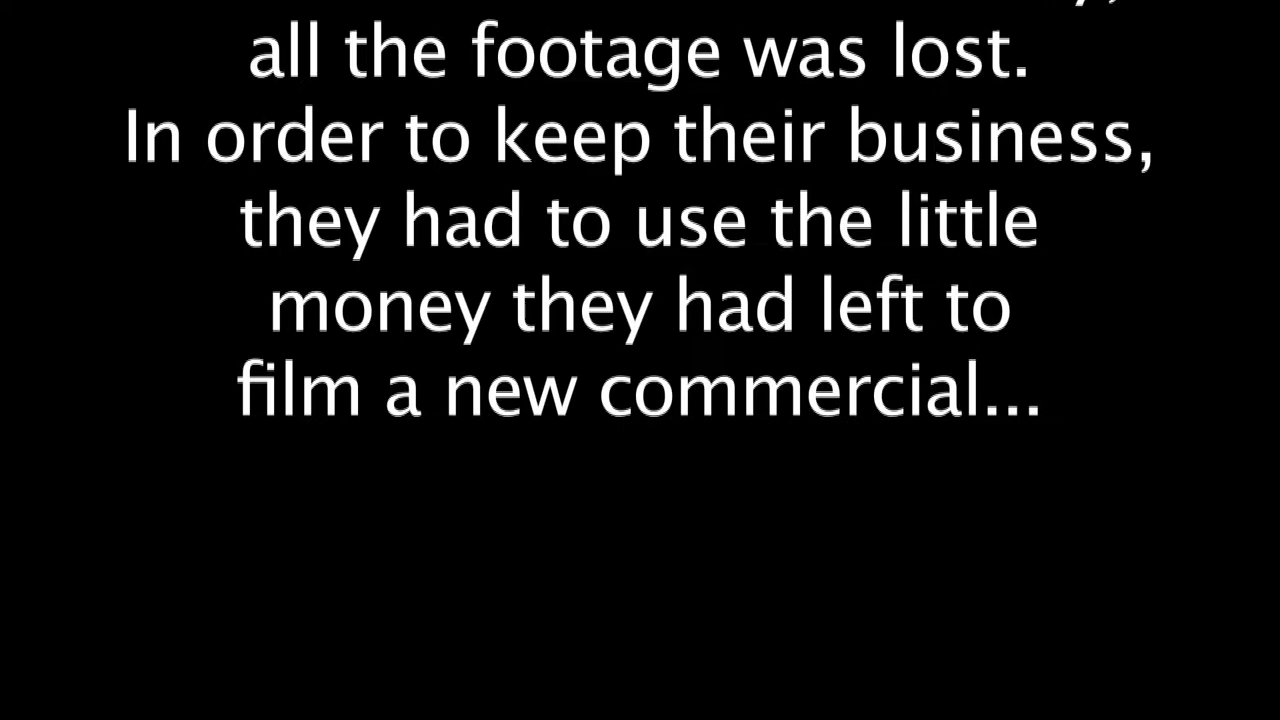 all the footage was lost.
In order to keep their business,
they had to use the little
money they had left to
film a new commercial...